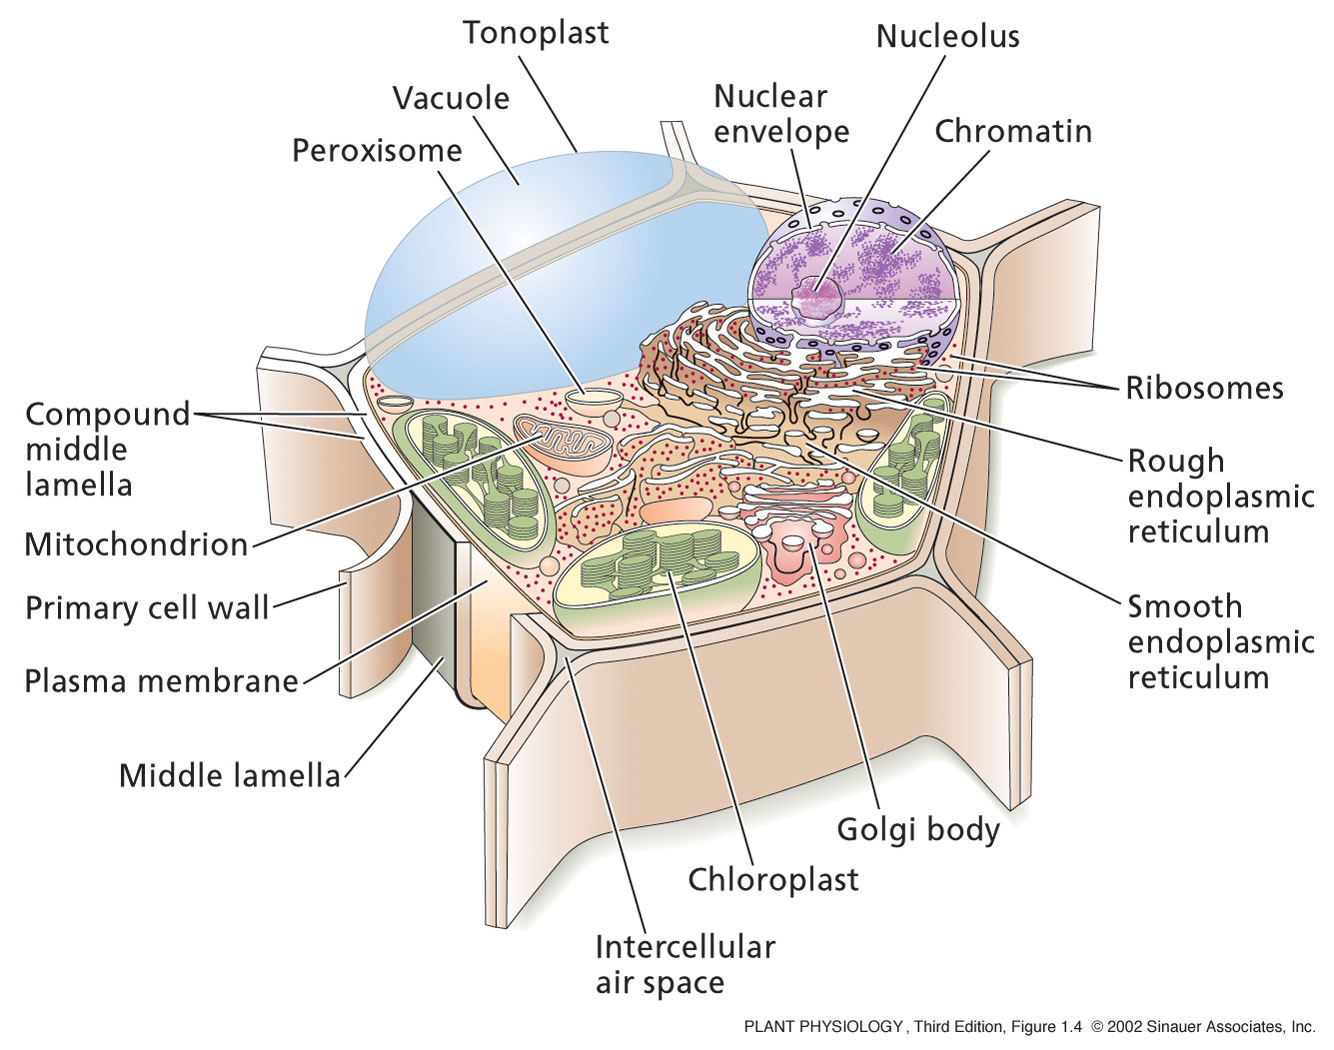 Tonoplast
Nucleolus
Vacuole
Nuclear
envelope
Chromatin
Peroxisome
Ribosomes
Compound
middle
lamella
Rough
endoplasmic
reticulum
Mitochondrion
Primary cell wall
Smooth
endoplasmic
reticulum
Plasma membrane
Middle lamella
Golgi body
Chloroplast
Intercellular
air space
PLANT PHYSIOLOGY, Third Edition, Figure 1.4 © 2002 Sinauer Associates, Inc.